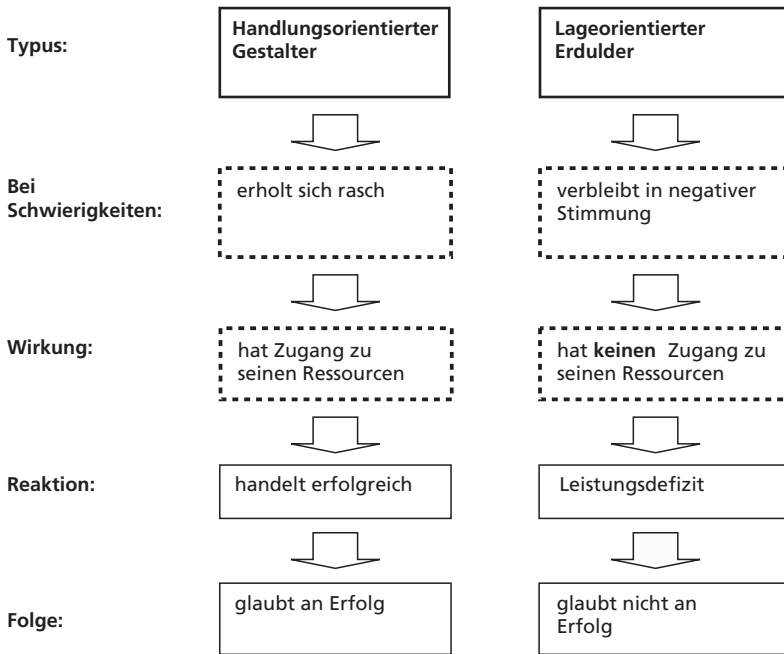 Typus:
Handlungsorientierter
Gestalter
Lageorientierter
Erdulder
Bei
Schwierigkeiten:
erholt sich rasch
verbleibt in negativer
Stimmung
Wirkung:
hat Zugang zu
seinen Ressourcen
hat keinen Zugang zu
seinen Ressourcen
Reaktion:
handelt erfolgreich
Leistungsdefizit
Folge:
glaubt an Erfolg
glaubt nicht an
Erfolg